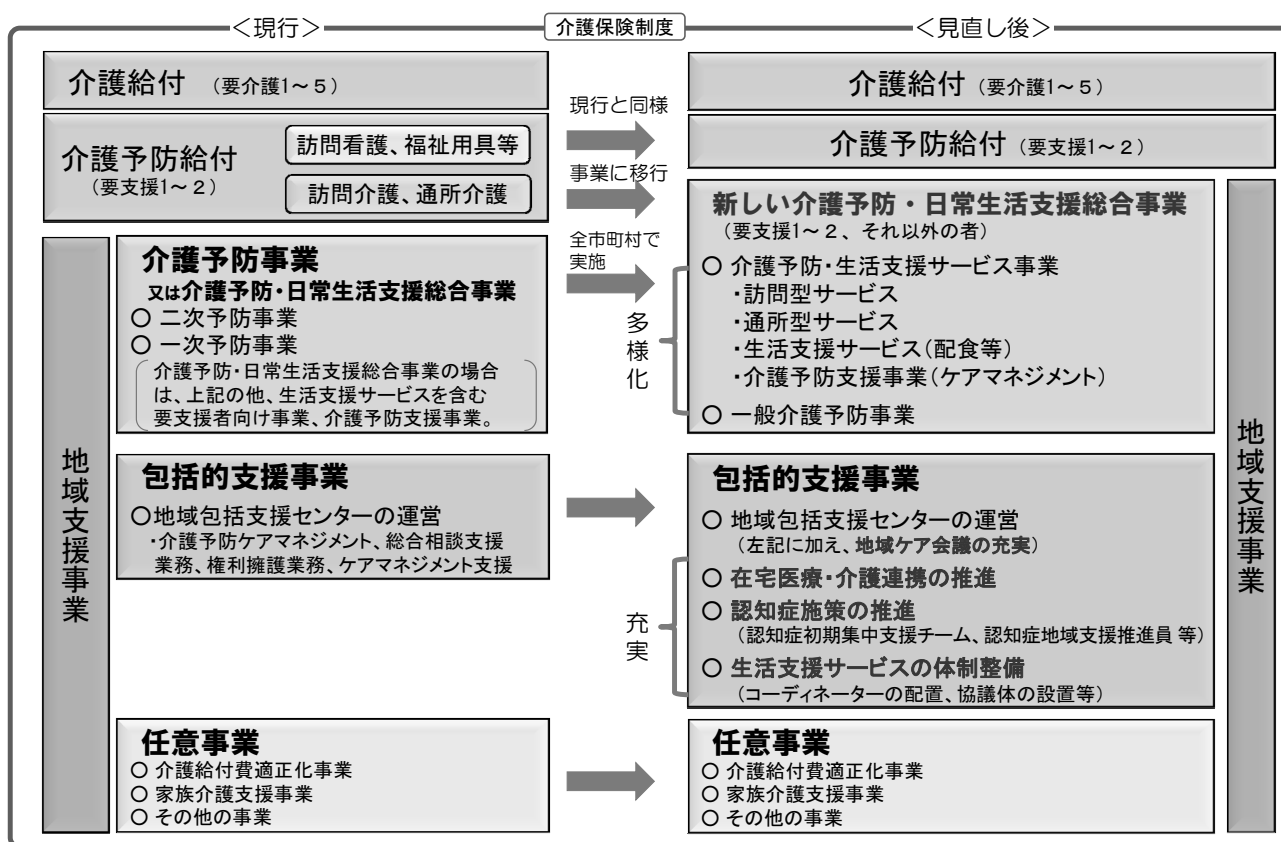 ＜現行＞
介護保険制度
＜見直し後＞
介護給付 （要介護1～５）
介護予防給付
（要支援1～２）
訪問看護、福祉用具等
訪問介護、通所介護
地域支援事業
介護予防事業
又は介護予防・日常生活支援総合事業
○ 二次予防事業
○ 一次予防事業
介護予防・日常生活支援総合事業の場合
は、上記の他、生活支援サービスを含む
要支援者向け事業、介護予防支援事業。
包括的支援事業
○地域包括支援センターの運営
・介護予防ケアマネジメント、総合相談支援
業務、権利擁護業務、ケアマネジメント支援
任意事業
○ 介護給付費適正化事業
○ 家族介護支援事業
○ その他の事業
現行と同様
事業に移行
全市町村で
実施
多様化
充実
介護給付 （要介護1～５）
介護予防給付 （要支援1～２）
新しい介護予防・日常生活支援総合事業
（要支援1～２、それ以外の者）
○ 介護予防・生活支援サービス事業
・訪問型サービス
・通所型サービス
・生活支援サービス（配食等）
・介護予防支援事業（ケアマネジメント）
○ 一般介護予防事業
包括的支援事業
○ 地域包括支援センターの運営
（左記に加え、地域ケア会議の充実）
○ 在宅医療・介護連携の推進
○ 認知症施策の推進
（認知症初期集中支援チーム、認知症地域支援推進員 等）
○ 生活支援サービスの体制整備
（コーディネーターの配置、協議体の設置等）
任意事業
○ 介護給付費適正化事業
○ 家族介護支援事業
○ その他の事業
地域支援事業